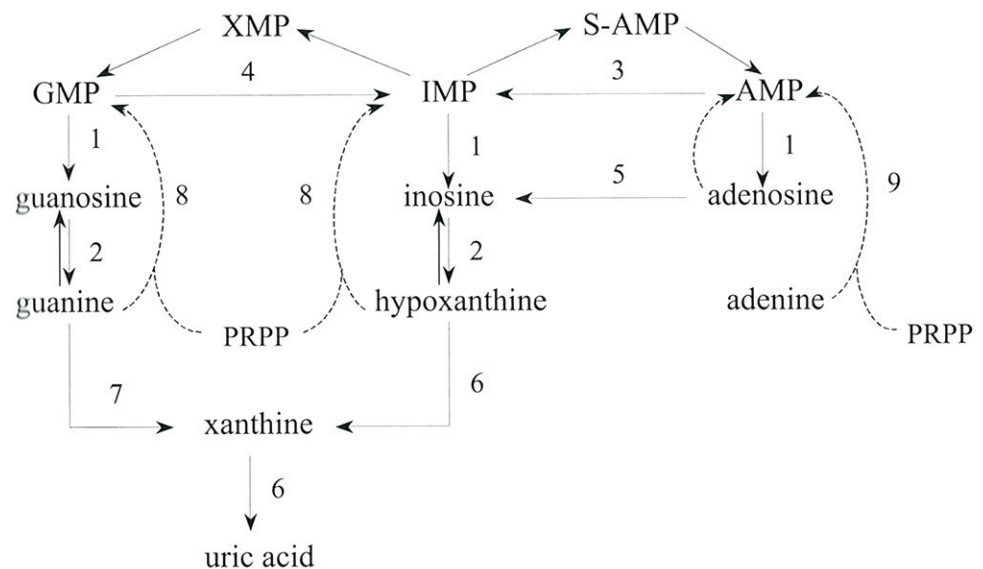 XMP
S-AMP
4
3
GMP
IMP
AMP
1
1
1
guanosine
8
8
inosine
5
adenosine
9
2
2
guanine
hypoxanthine
adenine
PRPP
PRPP
7
6
xanthine
6
uric acid